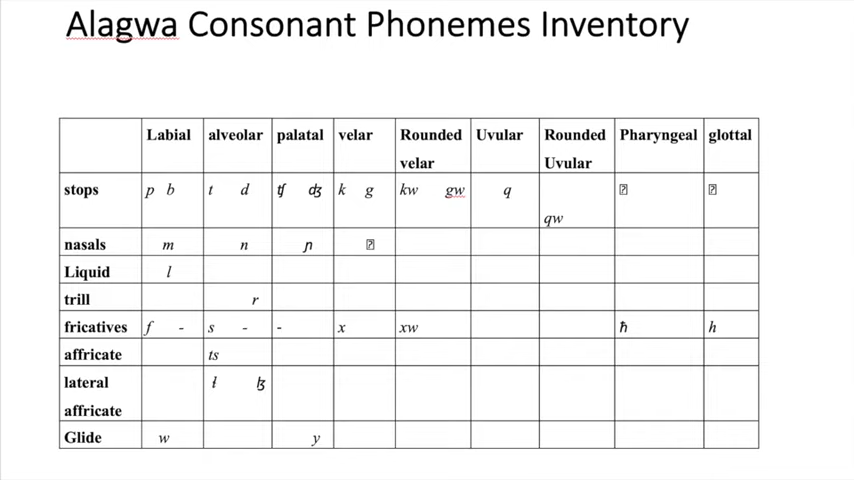 Alagwa Consonant Phonemes Inventory
Labial alveolar palatal velar Rounded velar Uvular Rounded Uvular Pharyngeal glottal
stops p b t d ʧ ʤ k g kw gw q qw
nasals m n ɲ
Liquid l
trill r
fricatives f - s - - x xw ħ h
affricate ts
lateral affricate ɫ ɮ
Glide w y